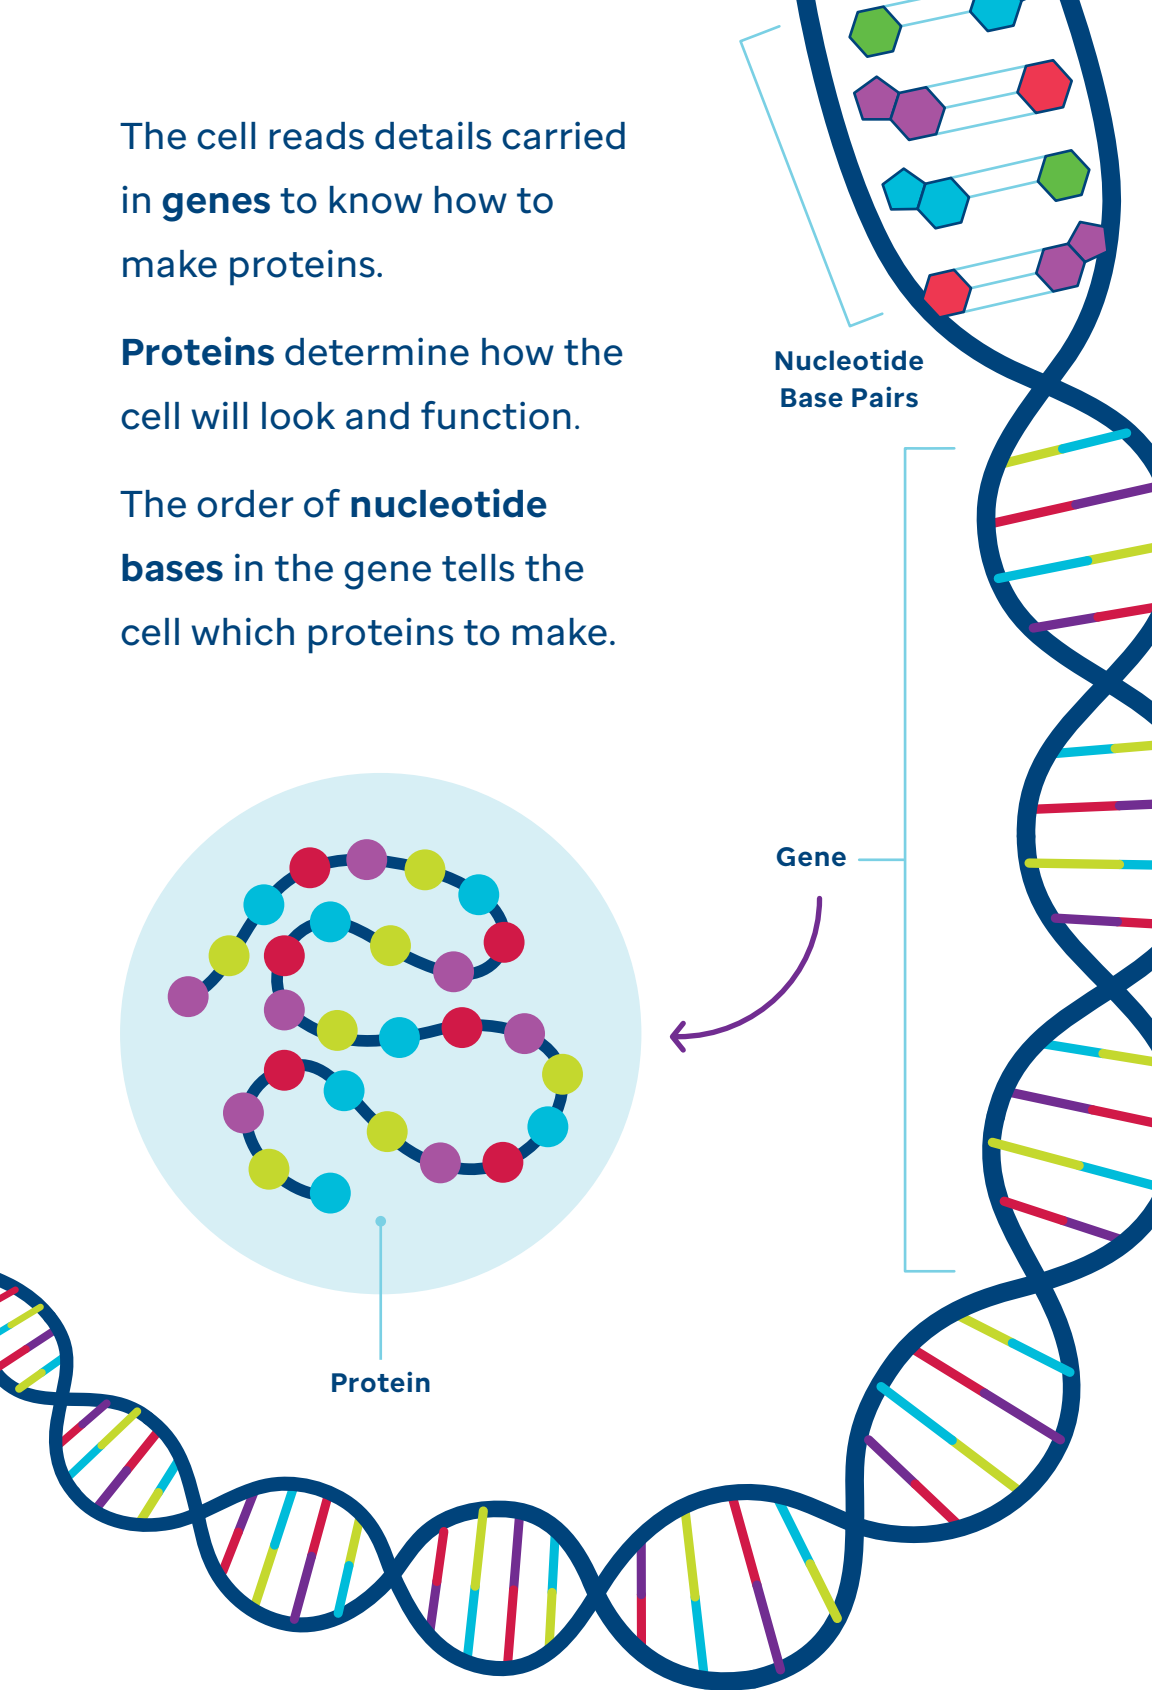 The cell reads details carried
in genes to know how to
make proteins.
Proteins determine how the
cell will look and function.
The order of nucleotide
bases in the gene tells the
cell which proteins to make.
Nucleotide
Base Pairs
Gene
Protein